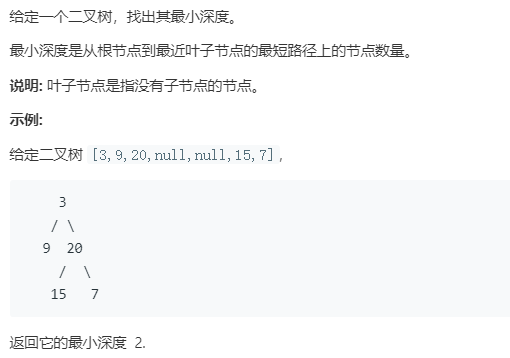 给定一个二叉树，找出其最小深度。
最小深度是从根节点到最近叶子节点的最短路径上的节点数量。
说明: 叶子节点是指没有子节点的节点。
示例:
给定二叉树 [3,9,20,null,null,15,7],
3
/ \
9  20
/  \
15   7
返回它的最小深度  2.